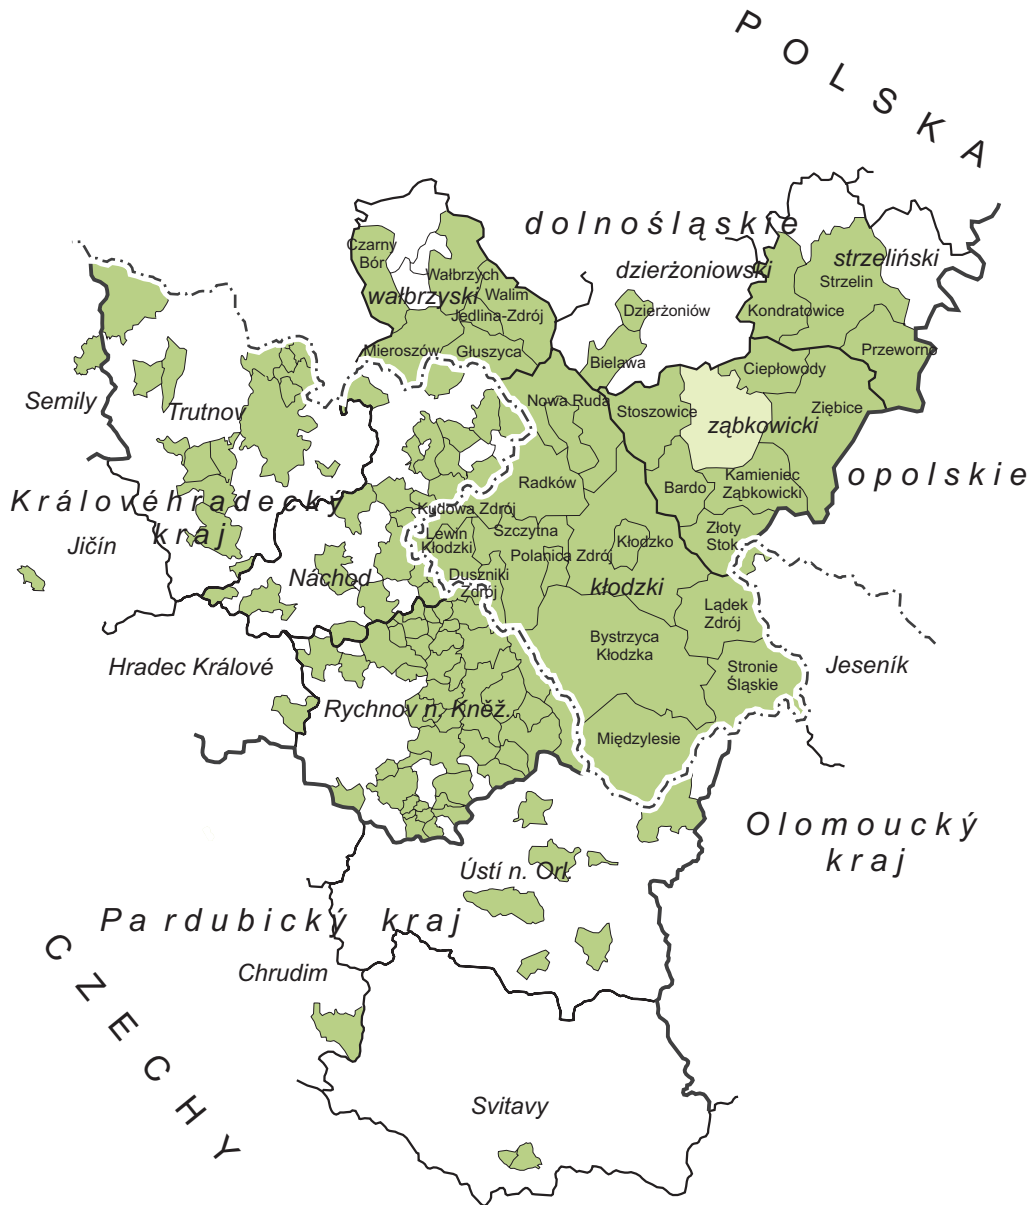 POLSKA
dolnośląskie
strzeliński
dzierżoniowski
Czarny
Bór
Wałbrzych
wałbrzyski
Walim
Jedlina-Zdrój
Strzelin
Dzierżoniów
Kondratowice
Mieroszów
Głuszyca
Bielawa
Przeworno
Ciepłowody
Semily
Trutnov
Nowa Ruda
Stoszowice
Ziębice
ząbkowicki
opolskie
Radków
Bardo
Kamieniec
Ząbkowicki
Královéhradecký
kraj
Kudowa Zdrój
Jičín
Lewin
Kłodzki
Szczytna
Polanica Zdrój
Kłodzko
Złoty
Stok
Náchod
Duszniki
Zdrój
kłodzki
Lądek
Zdrój
Hradec Králové
Bystrzyca
Kłodzka
Stronie
Śląskie
Jeseník
Rychnov n. Kněž.
Międzylesie
Olomoucký
kraj
Ústí n. Orl.
Pardubický kraj
CZECHY
Chrudim
Svitavy